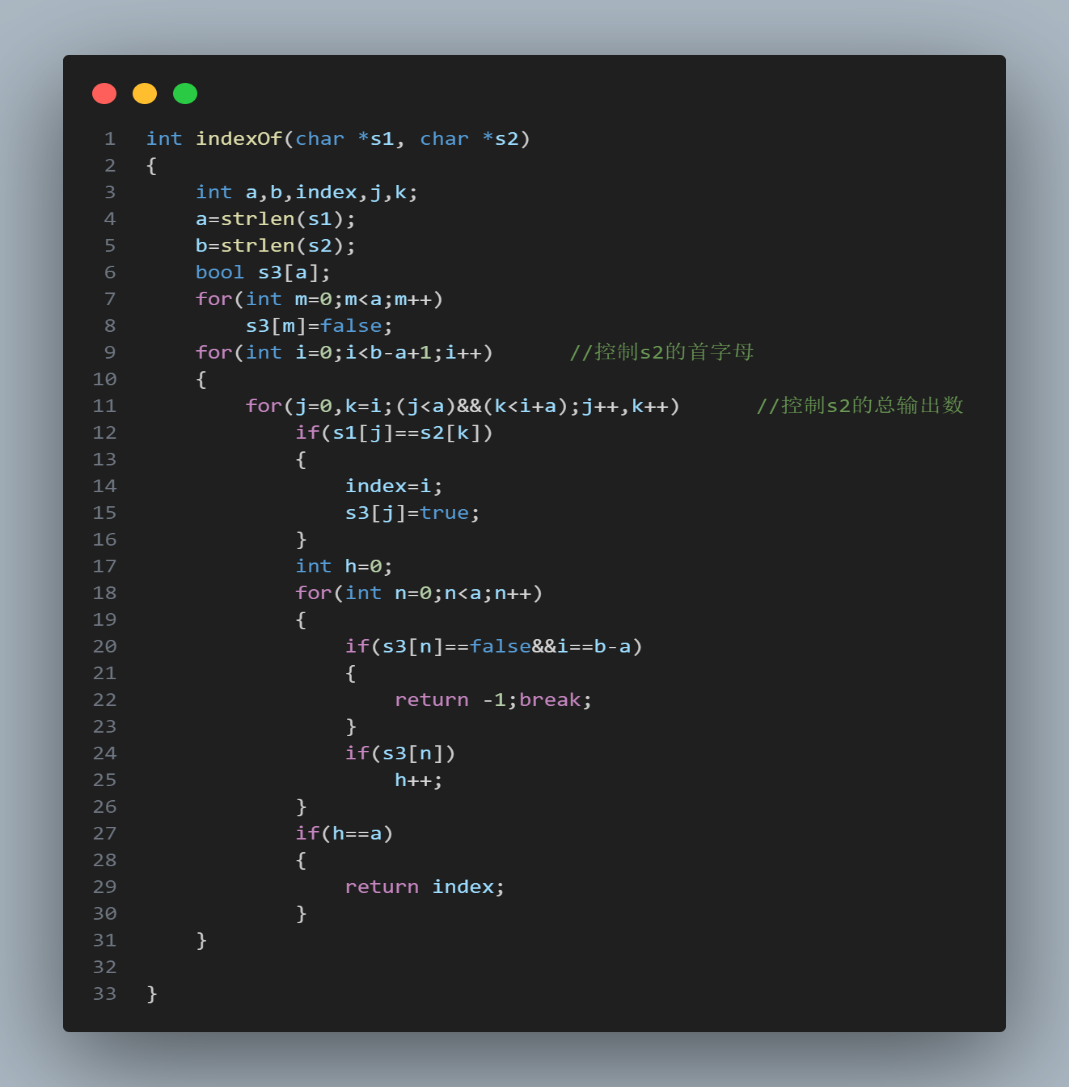 1 int indexOf(char *s1, char *s2)
2 {
3     int a,b,index,j,k;
4     a=strlen(s1);
5     b=strlen(s2);
6     bool s3[a];
7     for(int m=0;m<a;m++)
8         s3[m]=false;
9     for(int i=0;i<b-a+1;i++)      //控制s2的首字母
10     {
11         for(j=0,k=i;(j<a)&&(k<i+a);j++,k++)      //控制s2的总输出数
12             if(s1[j]==s2[k])
13             {
14                 index=i;
15                 s3[j]=true;
16             }
17             int h=0;
18             for(int n=0;n<a;n++)
19             {
20                 if(s3[n]==false&&i==b-a)
21                 {
22                     return -1;break;
23                 }
24                 if(s3[n])
25                     h++;
26             }
27             if(h==a)
28             {
29                 return index;
30             }
31     }
32
33 }